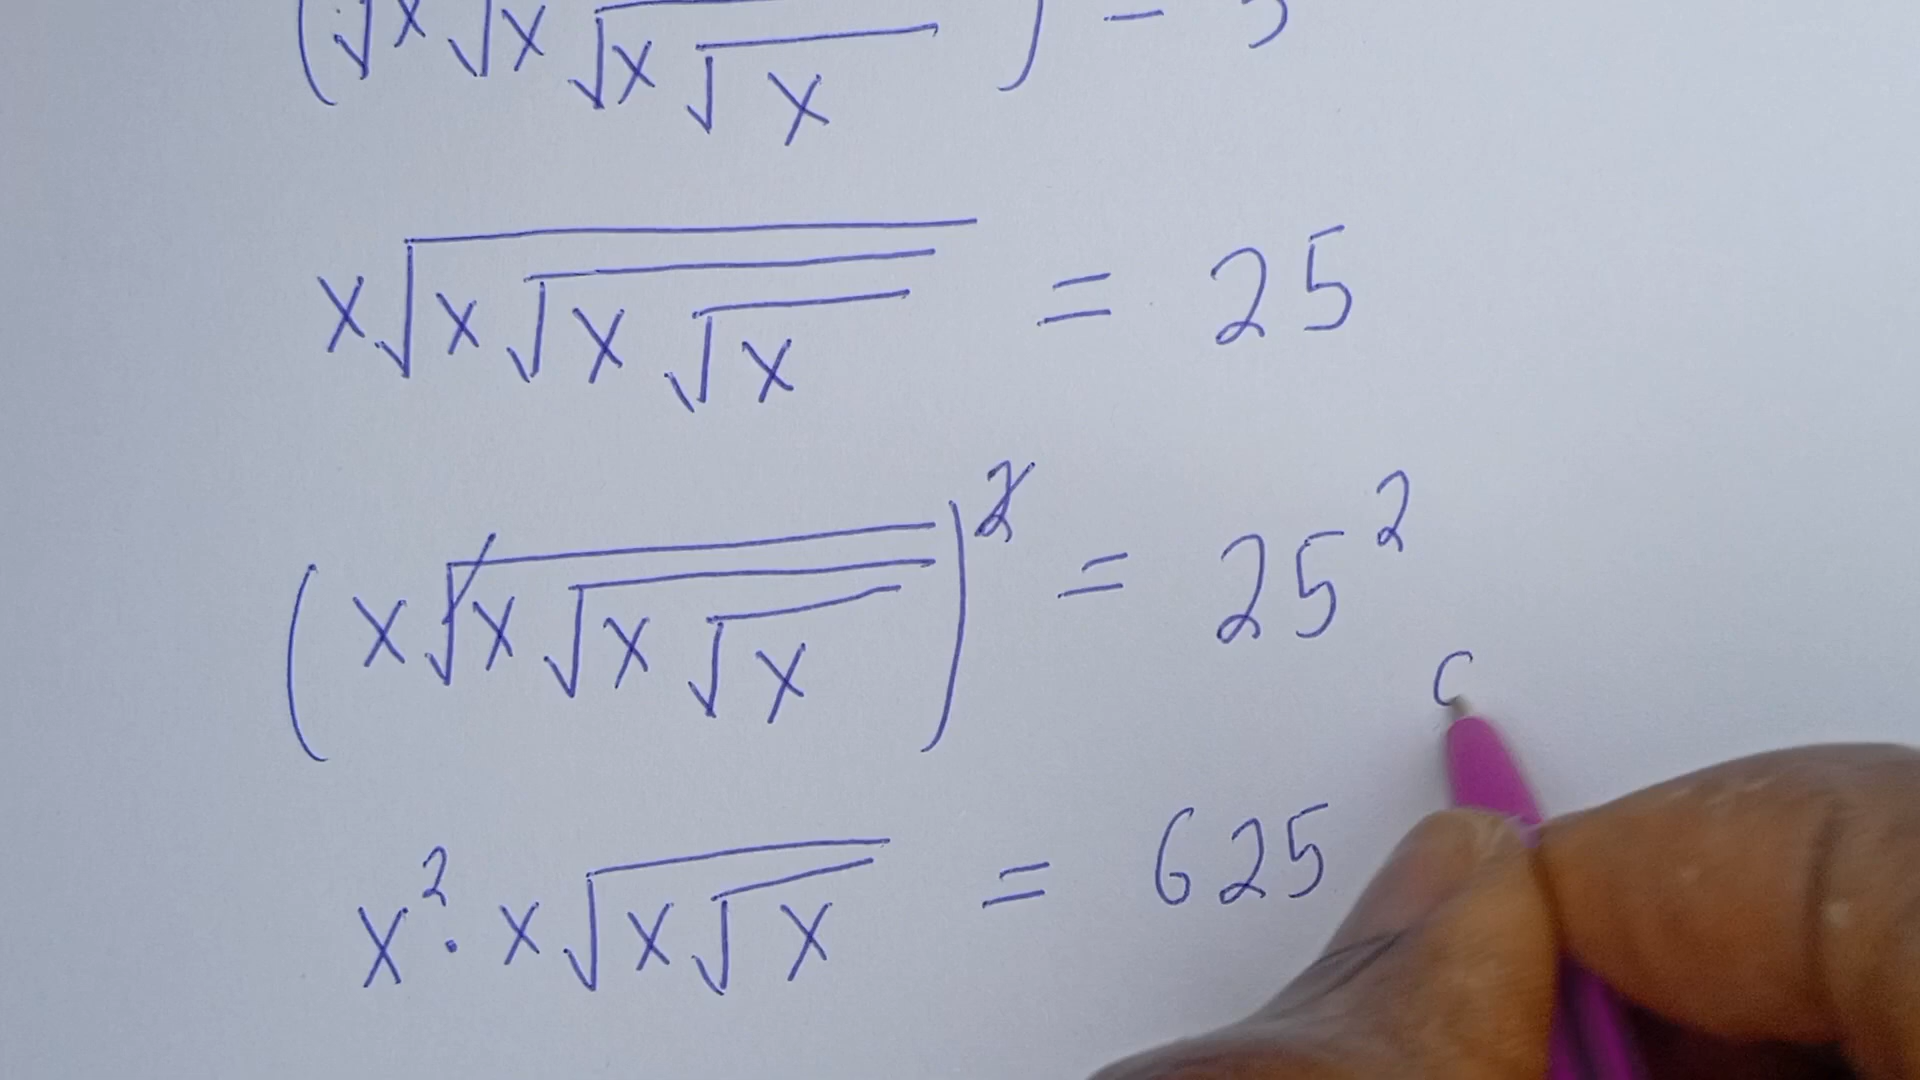 (√x√x√x√x)
x√x√x√x = 25
(x√x√x√x)² = 25²
x²·x√x√x = 625